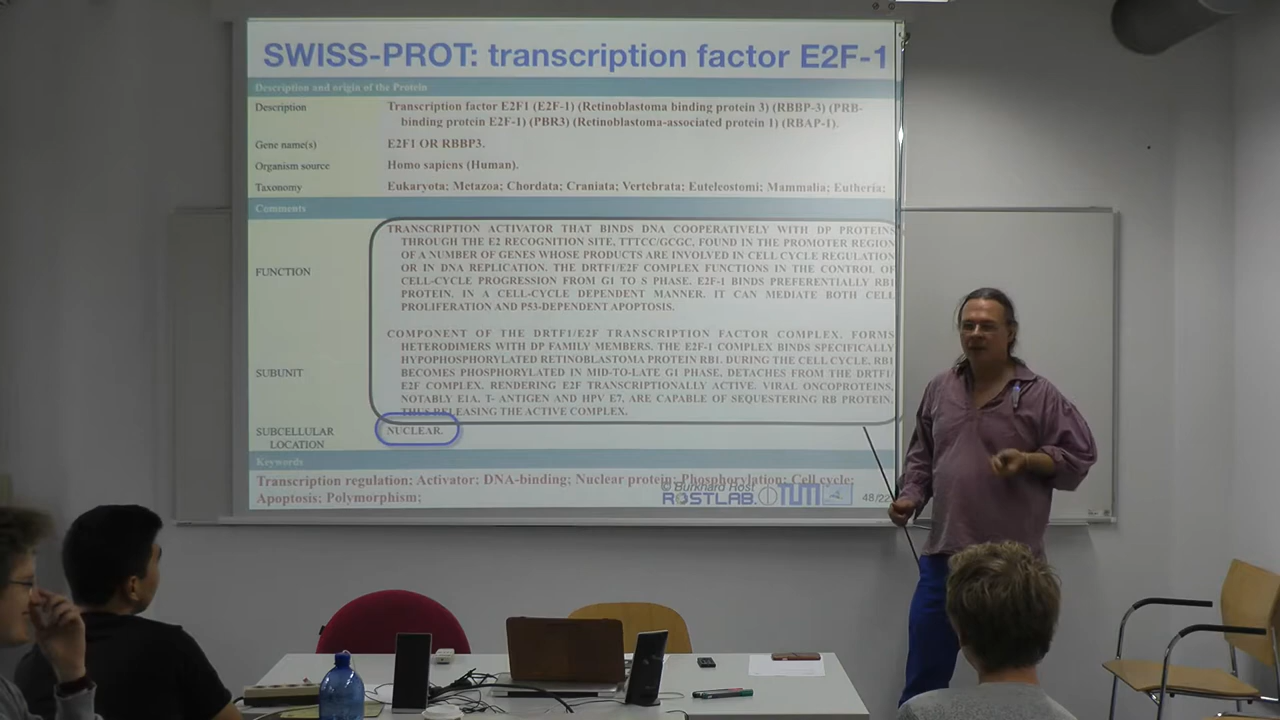 SWISS-PROT: transcription factor E2F-1
Description and origin of the Protein
Description
Transcription factor E2F1 (E2F-1) (Retinoblastoma binding protein 3) (RBBP-3) (PRB-
binding protein E2F-1) (PBR3) (Retinoblastoma-associated protein 1) (RBAP-1).
Gene name(s)
E2F1 OR RBBP3.
Organism source
Homo sapiens (Human).
Taxonomy
Eukaryota; Metazoa; Chordata; Craniata; Vertebrata; Euteleostomi; Mammalia; Eutheria;
Comments
FUNCTION
TRANSCRIPTION ACTIVATOR THAT BINDS DNA COOPERATIVELY WITH DP PROTEINS
THROUGH THE E2 RECOGNITION SITE, TTTCC/GCGC, FOUND IN THE PROMOTER REGION
OF A NUMBER OF GENES WHOSE PRODUCTS ARE INVOLVED IN CELL CYCLE REGULATION
OR IN DNA REPLICATION. THE DRTF1/E2F COMPLEX FUNCTIONS IN THE CONTROL OF
CELL-CYCLE PROGRESSION FROM G1 TO S PHASE. E2F-1 BINDS PREFERENTIALLY RB1
PROTEIN, IN A CELL-CYCLE DEPENDENT MANNER. IT CAN MEDIATE BOTH CELL
PROLIFERATION AND P53-DEPENDENT APOPTOSIS.
SUBUNIT
COMPONENT OF THE DRTF1/E2F TRANSCRIPTION FACTOR COMPLEX. FORMS
HETERODIMERS WITH DP FAMILY MEMBERS. THE E2F-1 COMPLEX BINDS SPECIFICALLY
HYPOPHOSPHORYLATED RETINOBLASTOMA PROTEIN RB1. DURING THE CELL CYCLE, RB1
BECOMES PHOSPHORYLATED IN MID-TO-LATE G1 PHASE, DETACHES FROM THE DRTF1/
E2F COMPLEX, RENDERING E2F TRANSCRIPTIONALLY ACTIVE. VIRAL ONCOPROTEINS,
NOTABLY E1A, T- ANTIGEN AND HPV E7, ARE CAPABLE OF SEQUESTERING RB PROTEIN,
THUS RELEASING THE ACTIVE COMPLEX.
SUBCELLULAR
LOCATION
NUCLEAR.
Keywords
Transcription regulation; Activator; DNA-binding; Nuclear protein; Phosphorylation; Cell cycle;
Apoptosis; Polymorphism;
© Burkhard Rost
ROSTLAB. TUM
48/22